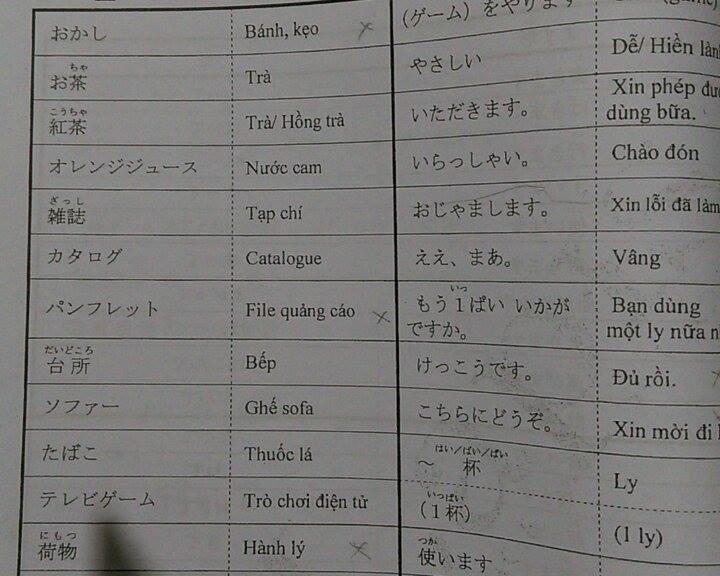 おかし
Bánh, kẹo
ちゃ
お茶
Trà
こうちゃ
紅茶
Trà/ Hồng trà
オレンジジュース
Nước cam
ざっし
雑誌
Tạp chí
カタログ
Catalogue
パンフレット
File quảng cáo
だいどころ
台所
Bếp
ソファー
Ghế sofa
たばこ
Thuốc lá
テレビゲーム
Trò chơi điện tử
にもつ
荷物
Hành lý
(ゲーム) をやります
やさしい
Dễ/ Hiền
いただきます。
Xin phép
dùng bữa.
いらっしゃい。
Chào đón
おじゃまします。
Xin lỗi đã làm
ええ、まあ。
Vâng
いっ
もう1ぱい いかが
ですか。
Bạn dùng
một ly nữa
けっこうです。
Đủ rồi.
こちらにどうぞ。
Xin mời đi
はい/ばい/ぱい
～ 杯
Ly
いっぱい
(1杯)
(1 ly)
つか
使います